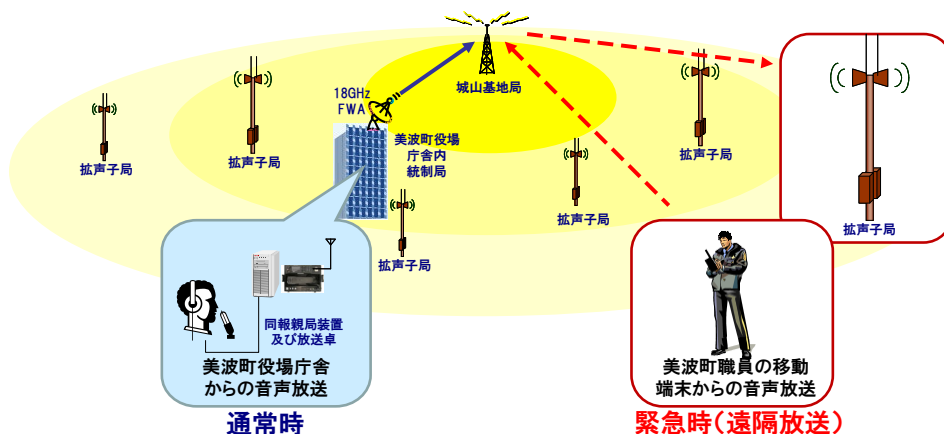 城山基地局
18GHz
FWA
美波町役場
庁舎内
統制局
拡声子局
拡声子局
拡声子局
拡声子局
拡声子局
拡声子局
同報親局装置
及び放送卓
美波町役場庁舎
からの音声放送
通常時
美波町職員の移動
端末からの音声放送
緊急時(遠隔放送)